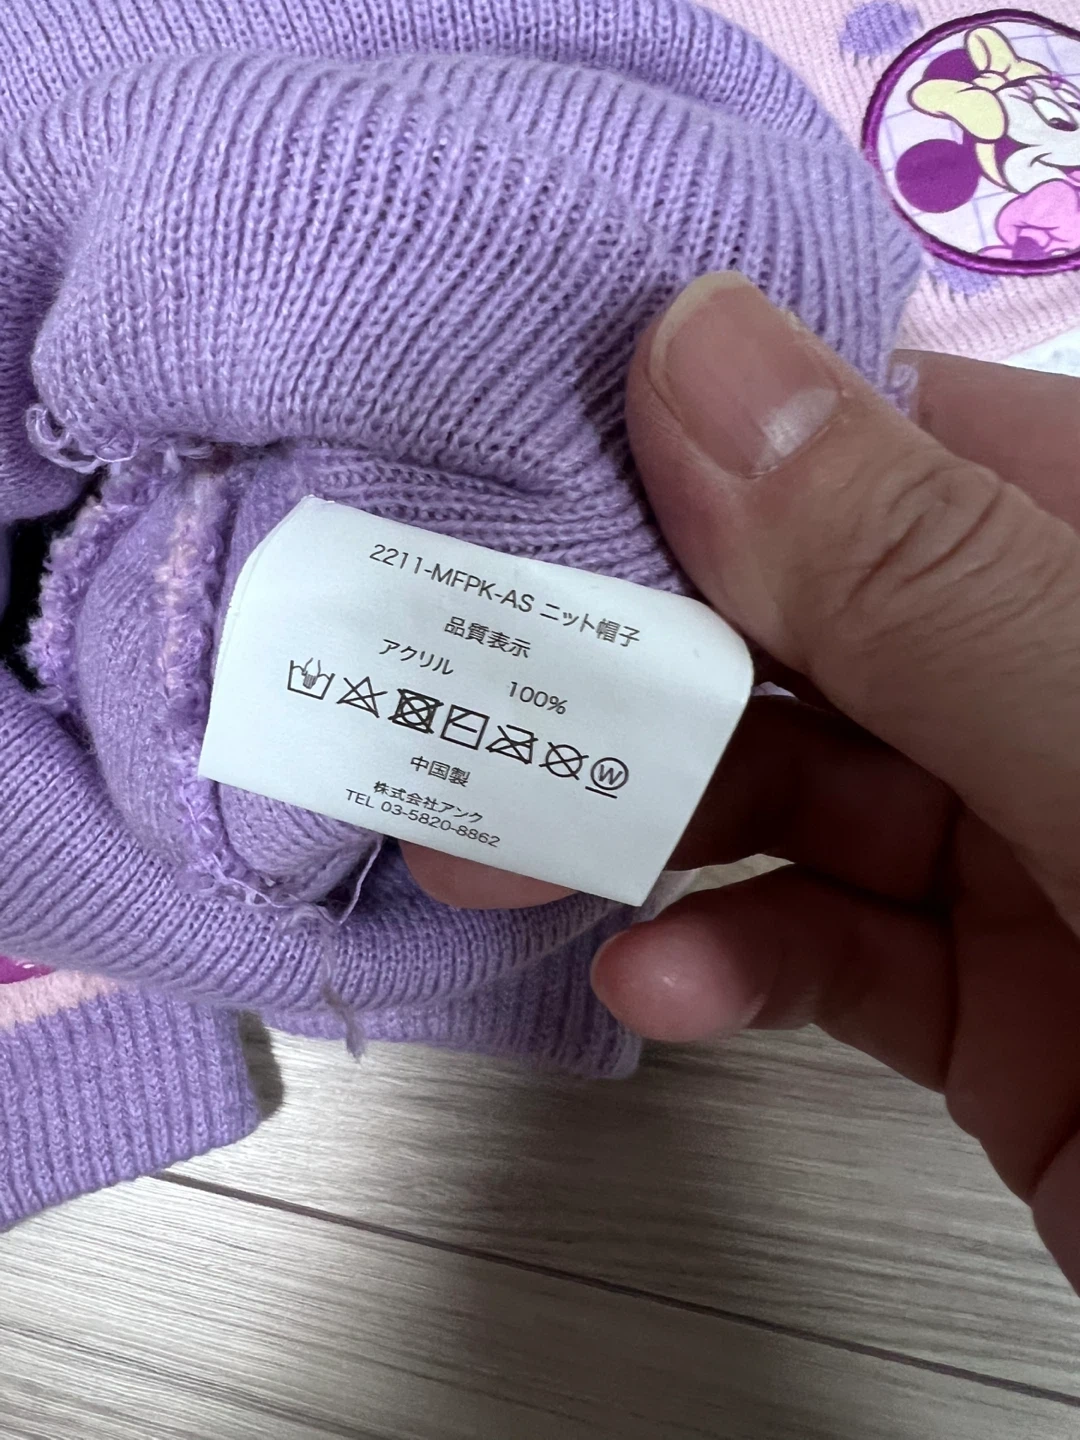 2211-MFPK-AS ニット帽子
品質表示
アクリル 100%
W
中国製
株式会社アンク
TEL 03-5820-8862